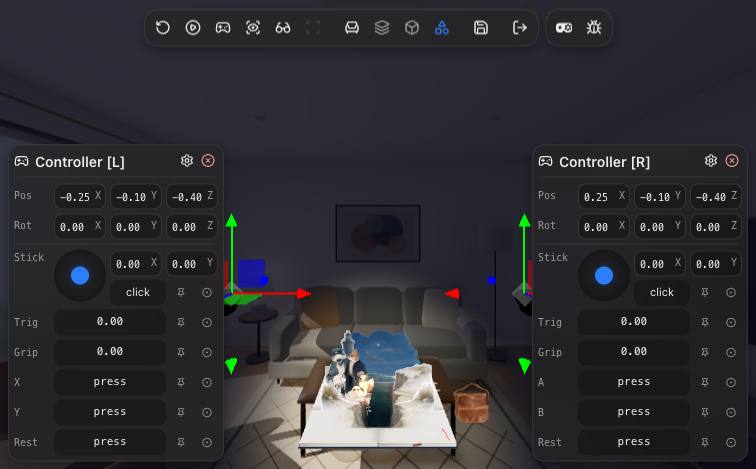 Controller [L]
Pos -0.25 X -0.10 Y -0.40 Z
Rot 0.00 X 0.00 Y 0.00 Z
Stick 0.00 X 0.00 Y
click
Trig 0.00
Grip 0.00
X press
Y press
Rest press
Controller [R]
Pos 0.25 X -0.10 Y -0.40 Z
Rot 0.00 X 0.00 Y 0.00 Z
Stick 0.00 X 0.00 Y
click
Trig 0.00
Grip 0.00
A press
B press
Rest press